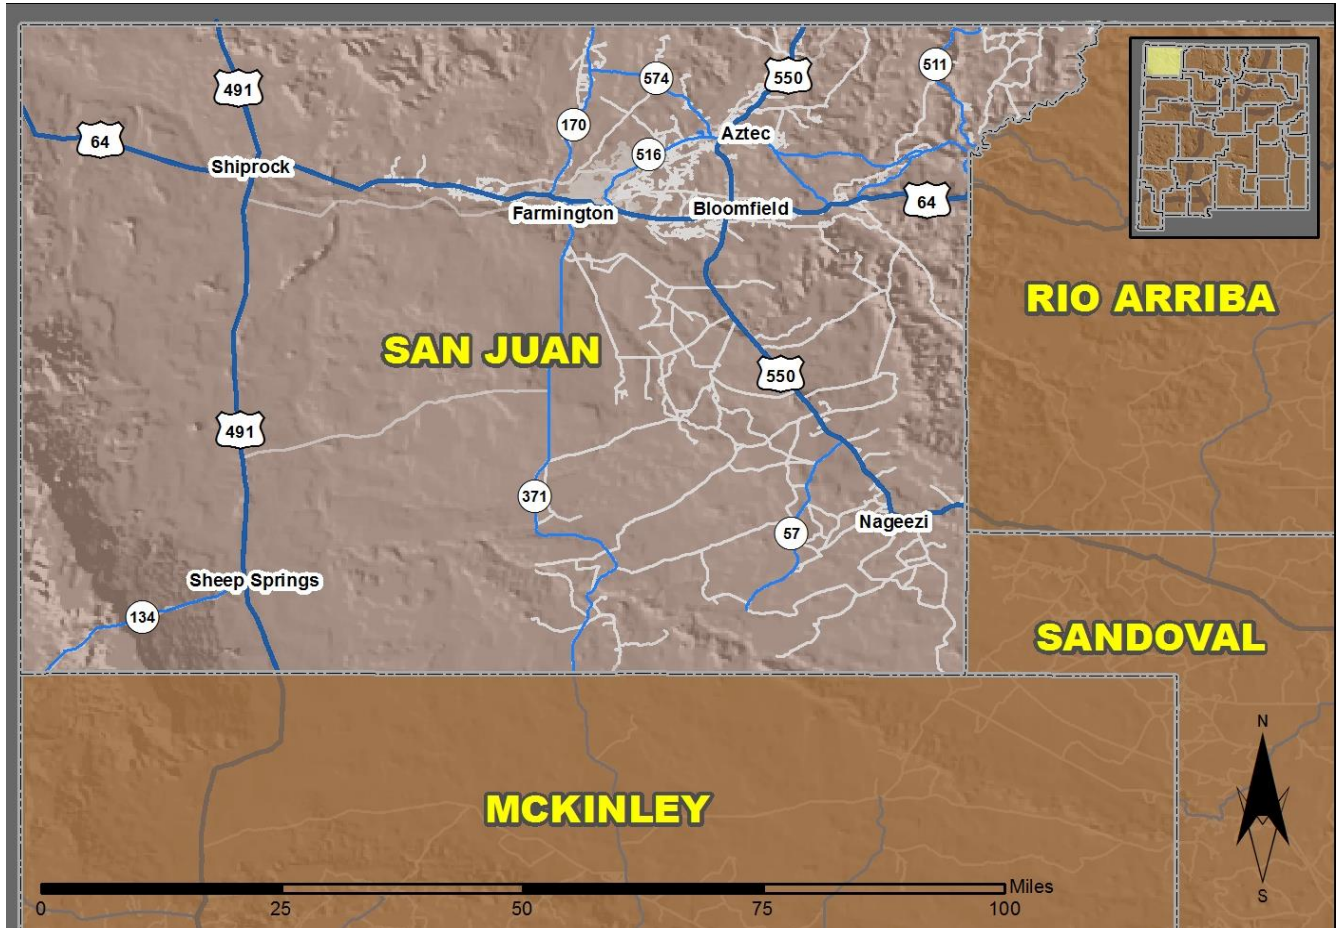 491
64
170
574
516
550
511
Aztec
Shiprock
Farmington
Bloomfield
64
RIO ARRIBA
SAN JUAN
550
491
371
57
Nageezi
Sheep Springs
134
SANDOVAL
MCKINLEY
N
S
Miles
0 25 50 75 100